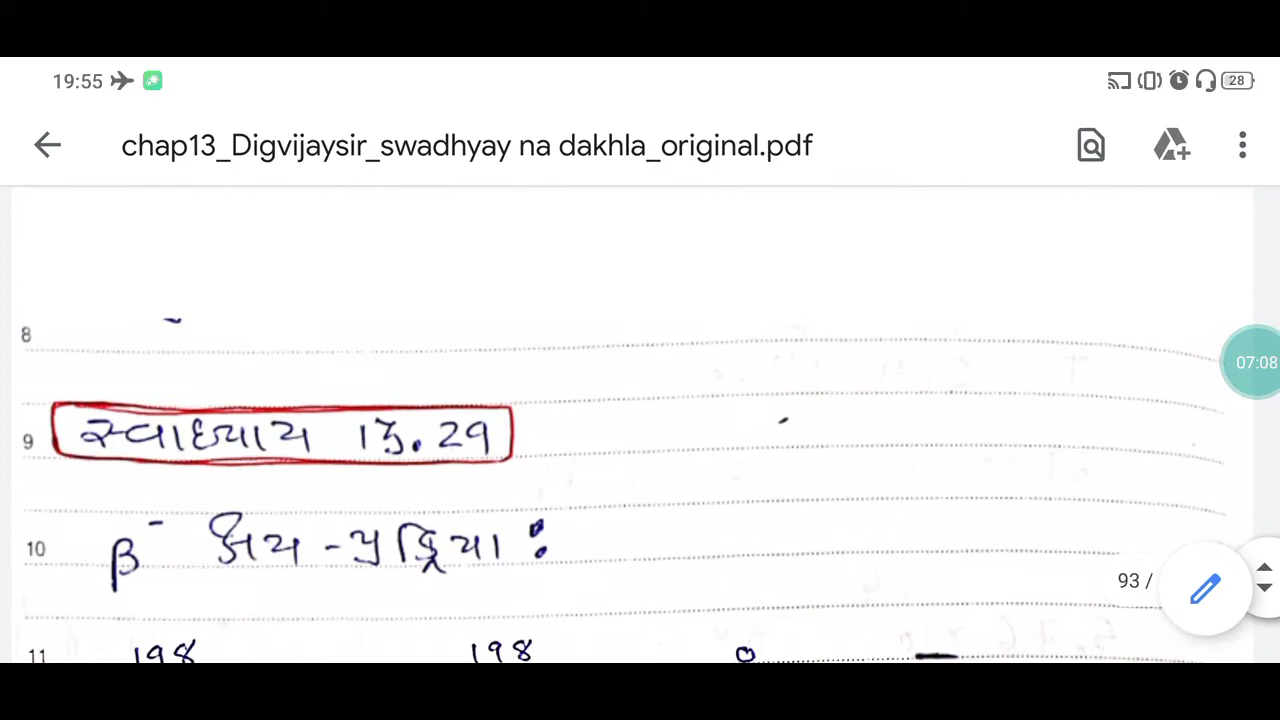 19:55 28
chap13_Digvijaysir_swadhyay na dakhla_original.pdf
8
07:08
9 સ્વાધ્યાય 13.29
10 β⁻ ક્ષય-પ્રક્રિયા :
93 /
11 198 198 0